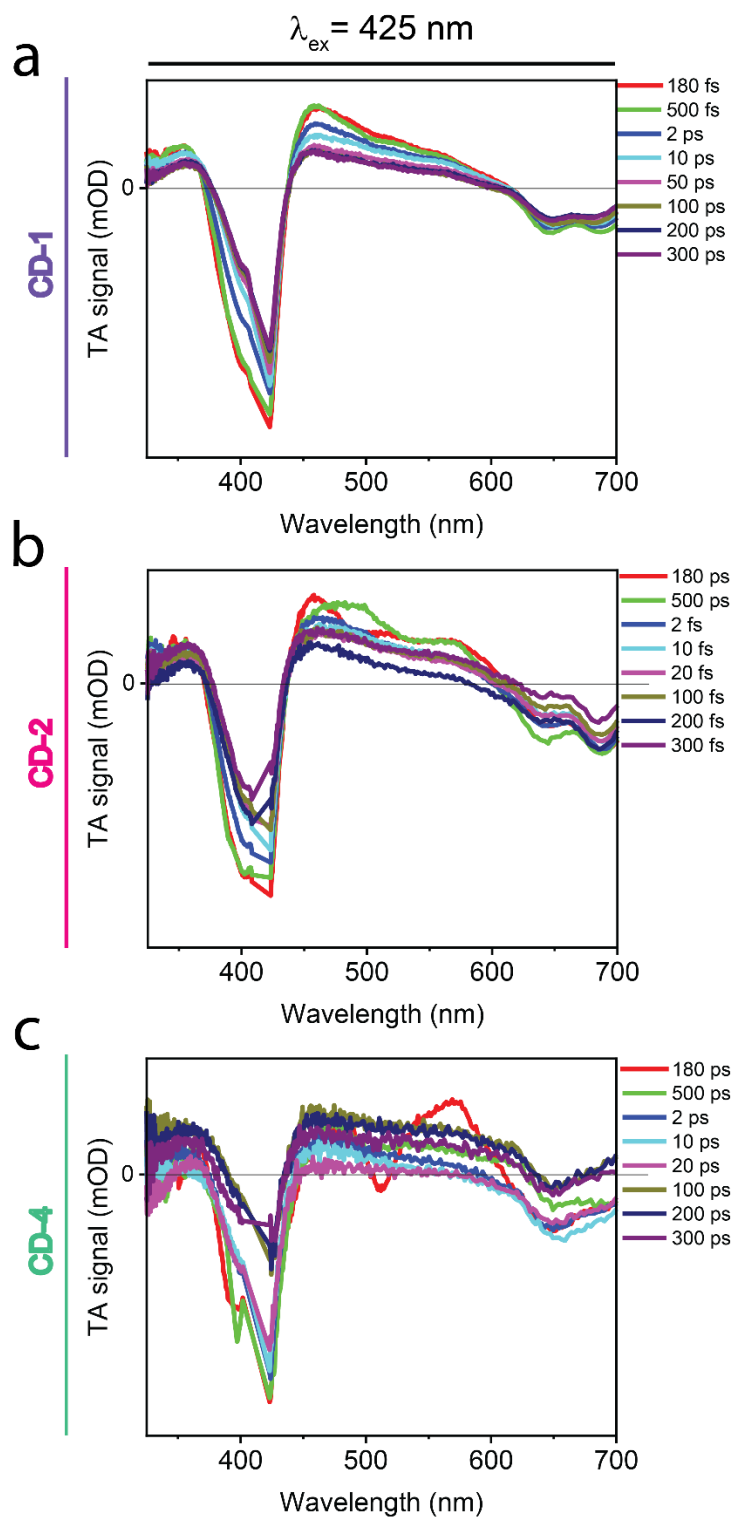 λex= 425 nm
a
CD-1
TA signal (mOD)
0
400 500 600 700
Wavelength (nm)
180 fs
500 fs
2 ps
10 ps
50 ps
100 ps
200 ps
300 ps
b
CD-2
TA signal (mOD)
0
400 500 600 700
Wavelength (nm)
180 ps
500 ps
2 fs
10 fs
20 fs
100 fs
200 fs
300 fs
c
CD-4
TA signal (mOD)
0
400 500 600 700
Wavelength (nm)
180 ps
500 ps
2 ps
10 ps
20 ps
100 ps
200 ps
300 ps